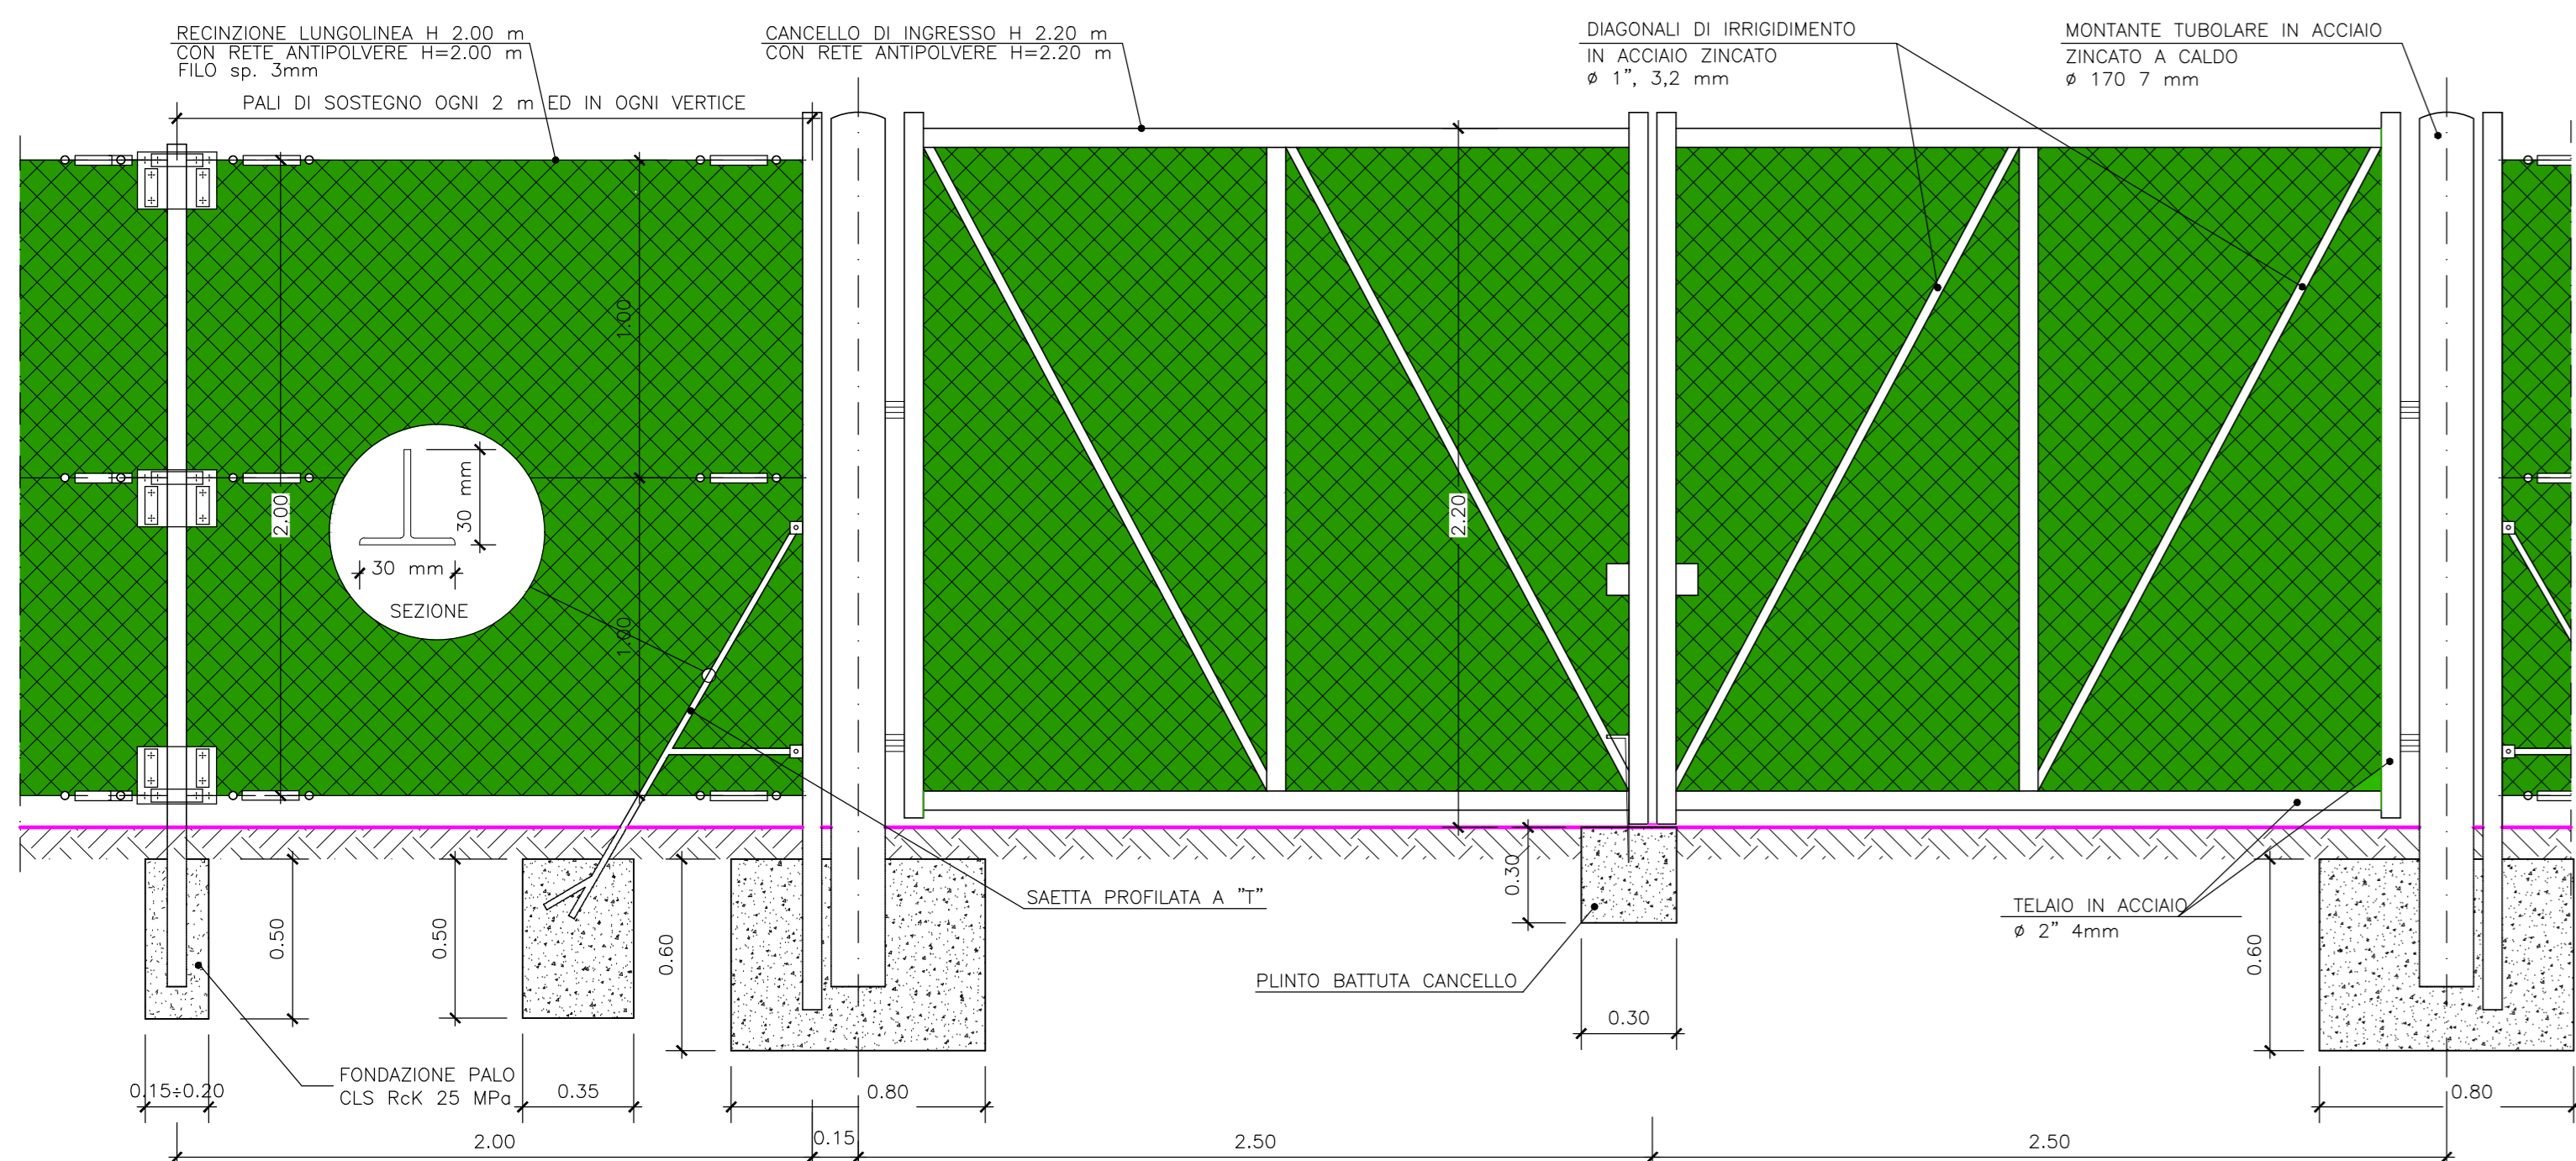 RECINZIONE LUNGOLINEA H 2.00 m
CON RETE ANTIPOLVERE H=2.00 m
FILO sp. 3mm
PALI DI SOSTEGNO OGNI 2 m ED IN OGNI VERTICE
CANCELLO DI INGRESSO H 2.20 m
CON RETE ANTIPOLVERE H=2.20 m
DIAGONALI DI IRRIGIDIMENTO
IN ACCIAIO ZINCATO
ø 1", 3,2 mm
MONTANTE TUBOLARE IN ACCIAIO
ZINCATO A CALDO
ø 170 7 mm
1.00
2.00
30 mm
30 mm
SEZIONE
1.00
2.20
SAETTA PROFILATA A "T"
0.30
PLINTO BATTUTA CANCELLO
0.30
TELAIO IN ACCIAIO
ø 2" 4mm
0.50
0.50
0.60
0.60
FONDAZIONE PALO
CLS RcK 25 MPa
0.15÷0.20
0.35
0.80
0.80
2.00
0.15
2.50
2.50